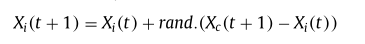 X_i(t + 1) = X_i(t) + rand.(X_c(t + 1) − X_i(t))